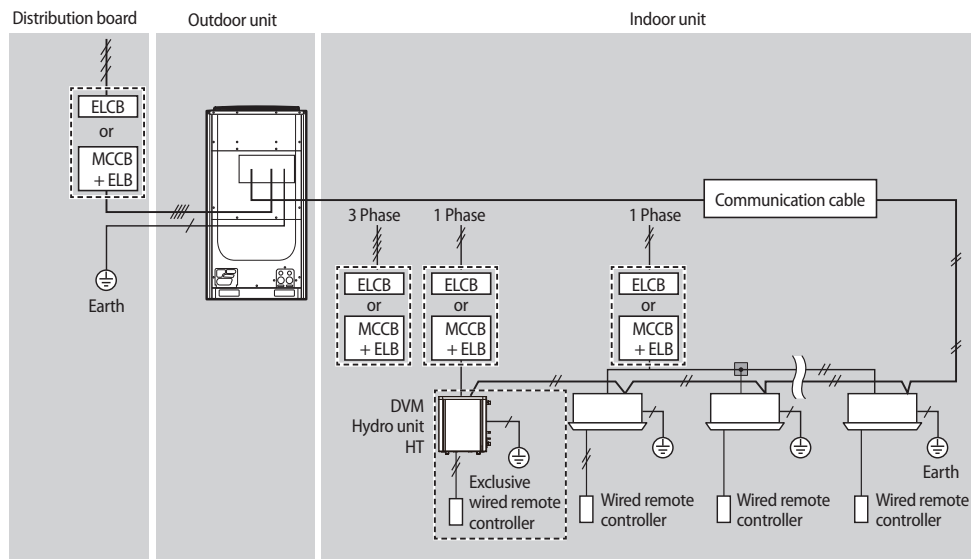 Distribution board
Outdoor unit
Indoor unit
ELCB
or
MCCB
+ ELB
Earth
Communication cable
3 Phase
1 Phase
1 Phase
ELCB
or
MCCB
+ ELB
ELCB
or
MCCB
+ ELB
ELCB
or
MCCB
+ ELB
DVM
Hydro unit
HT
Exclusive
wired remote
controller
Wired remote
controller
Wired remote
controller
Earth
Wired remote
controller